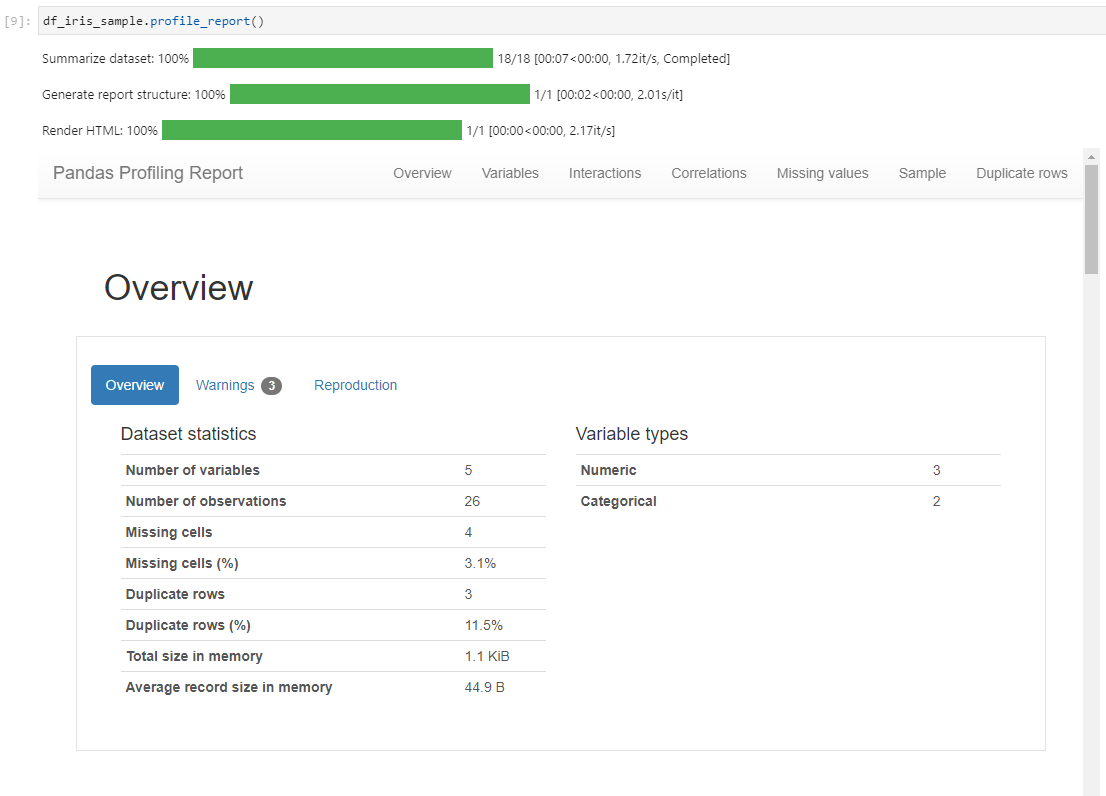 [9]: df_iris_sample.profile_report()
Summarize dataset: 100% 18/18 [00:07<00:00, 1.72it/s, Completed]
Generate report structure: 100% 1/1 [00:02<00:00, 2.01s/it]
Render HTML: 100% 1/1 [00:00<00:00, 2.17it/s]
Pandas Profiling Report Overview Variables Interactions Correlations Missing values Sample Duplicate rows
Overview
Overview Warnings 3 Reproduction
Dataset statistics
Number of variables 5
Number of observations 26
Missing cells 4
Missing cells (%) 3.1%
Duplicate rows 3
Duplicate rows (%) 11.5%
Total size in memory 1.1 KiB
Average record size in memory 44.9 B
Variable types
Numeric 3
Categorical 2